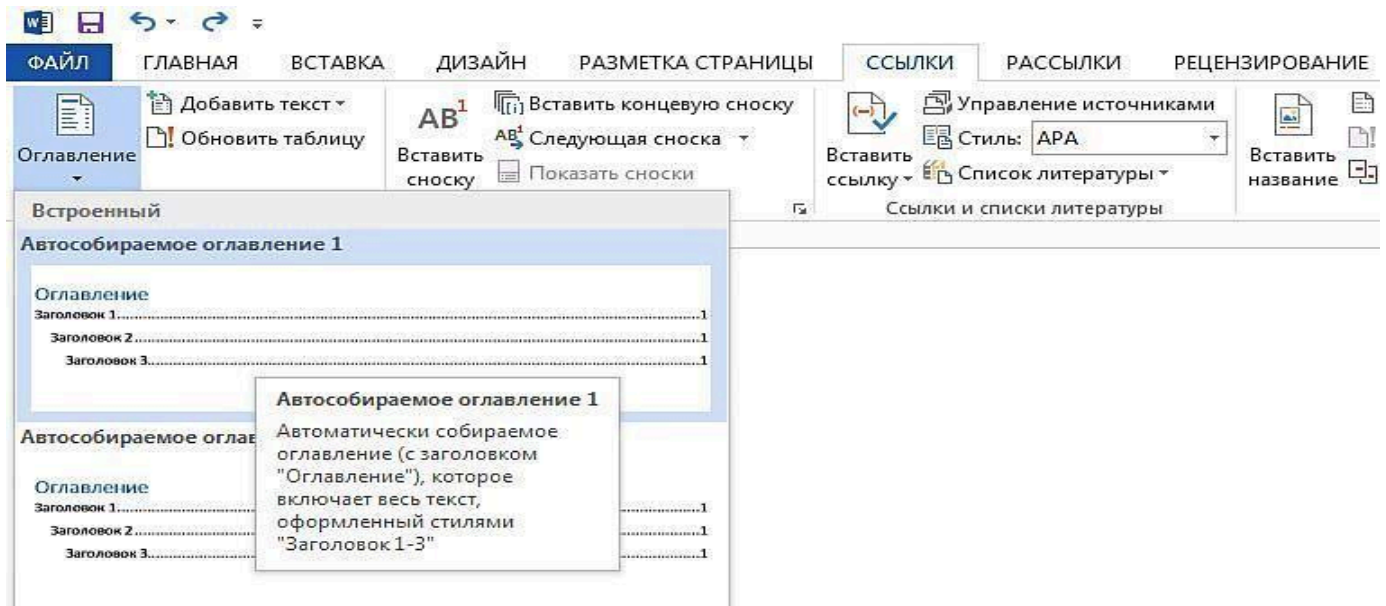 ФАЙЛ ГЛАВНАЯ ВСТАВКА ДИЗАЙН РАЗМЕТКА СТРАНИЦЫ ССЫЛКИ РАССЫЛКИ РЕЦЕНЗИРОВАНИЕ
Оглавление
Добавить текст
Обновить таблицу
AB1
Вставить
сноску
Вставить концевую сноску
Следующая сноска
Показать сноски
Вставить
ссылку
Управление источниками
Стиль: APA
Список литературы
Ссылки и списки литературы
Вставить
название
Встроенный
Автособираемое оглавление 1
Оглавление
Заголовок 1.....1
Заголовок 2.....1
Заголовок 3.....1
Автособираемое оглав
Оглавление
Заголовок 1.....1
Заголовок 2.....1
Заголовок 3.....1
Автособираемое оглавление 1
Автоматически собираемое
оглавление (с заголовком
"Оглавление"), которое
включает весь текст,
оформленный стилями
"Заголовок 1-3"